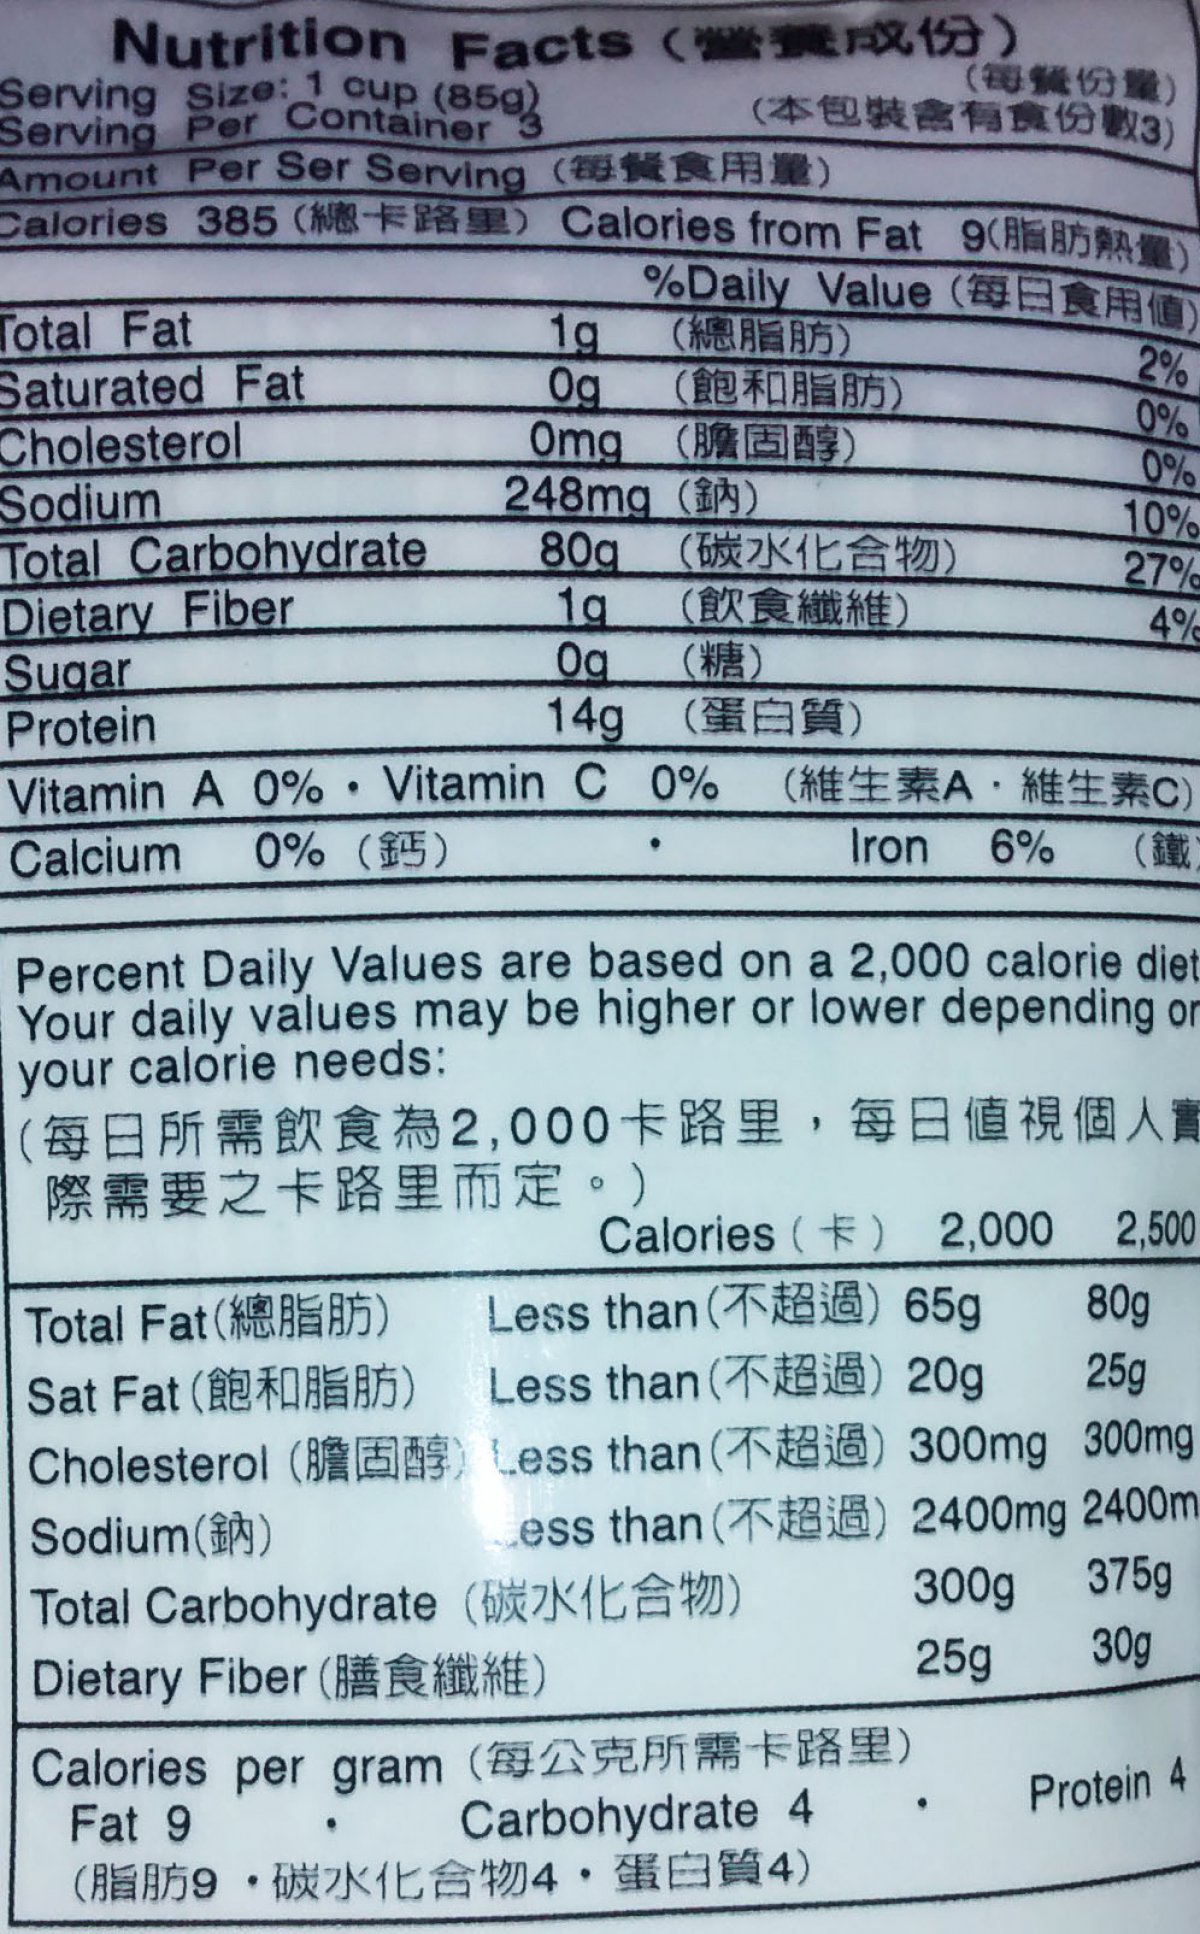 Nutrition Facts (營養成份)
Serving Size: 1 cup (85g) (每餐份量)
Serving Per Container 3 (本包裝含有食份數3)
Amount Per Ser Serving (每餐食用量)
Calories 385 (總卡路里) Calories from Fat 9(脂肪熱量)
%Daily Value (每日食用値)
Total Fat 1g (總脂肪) 2%
Saturated Fat 0g (飽和脂肪) 0%
Cholesterol 0mg (膽固醇) 0%
Sodium 248mg (鈉) 10%
Total Carbohydrate 80g (碳水化合物) 27%
Dietary Fiber 1g (飲食纖維) 4%
Sugar 0g (糖)
Protein 14g (蛋白質)
Vitamin A 0% • Vitamin C 0% (維生素A · 維生素C)
Calcium 0% (鈣) • Iron 6% (鐵)
Percent Daily Values are based on a 2,000 calorie diet
Your daily values may be higher or lower depending or
your calorie needs:
(每日所需飲食為2,000卡路里，每日値視個人實
際需要之卡路里而定。)
Calories (卡) 2,000 2,500
Total Fat(總脂肪) Less than(不超過) 65g 80g
Sat Fat (飽和脂肪) Less than(不超過) 20g 25g
Cholesterol (膽固醇) Less than(不超過) 300mg 300mg
Sodium(鈉) Less than(不超過) 2400mg 2400m
Total Carbohydrate (碳水化合物) 300g 375g
Dietary Fiber (膳食纖維) 25g 30g
Calories per gram (每公克所需卡路里)
Fat 9 • Carbohydrate 4 • Protein 4
(脂肪9 • 碳水化合物4 • 蛋白質4)